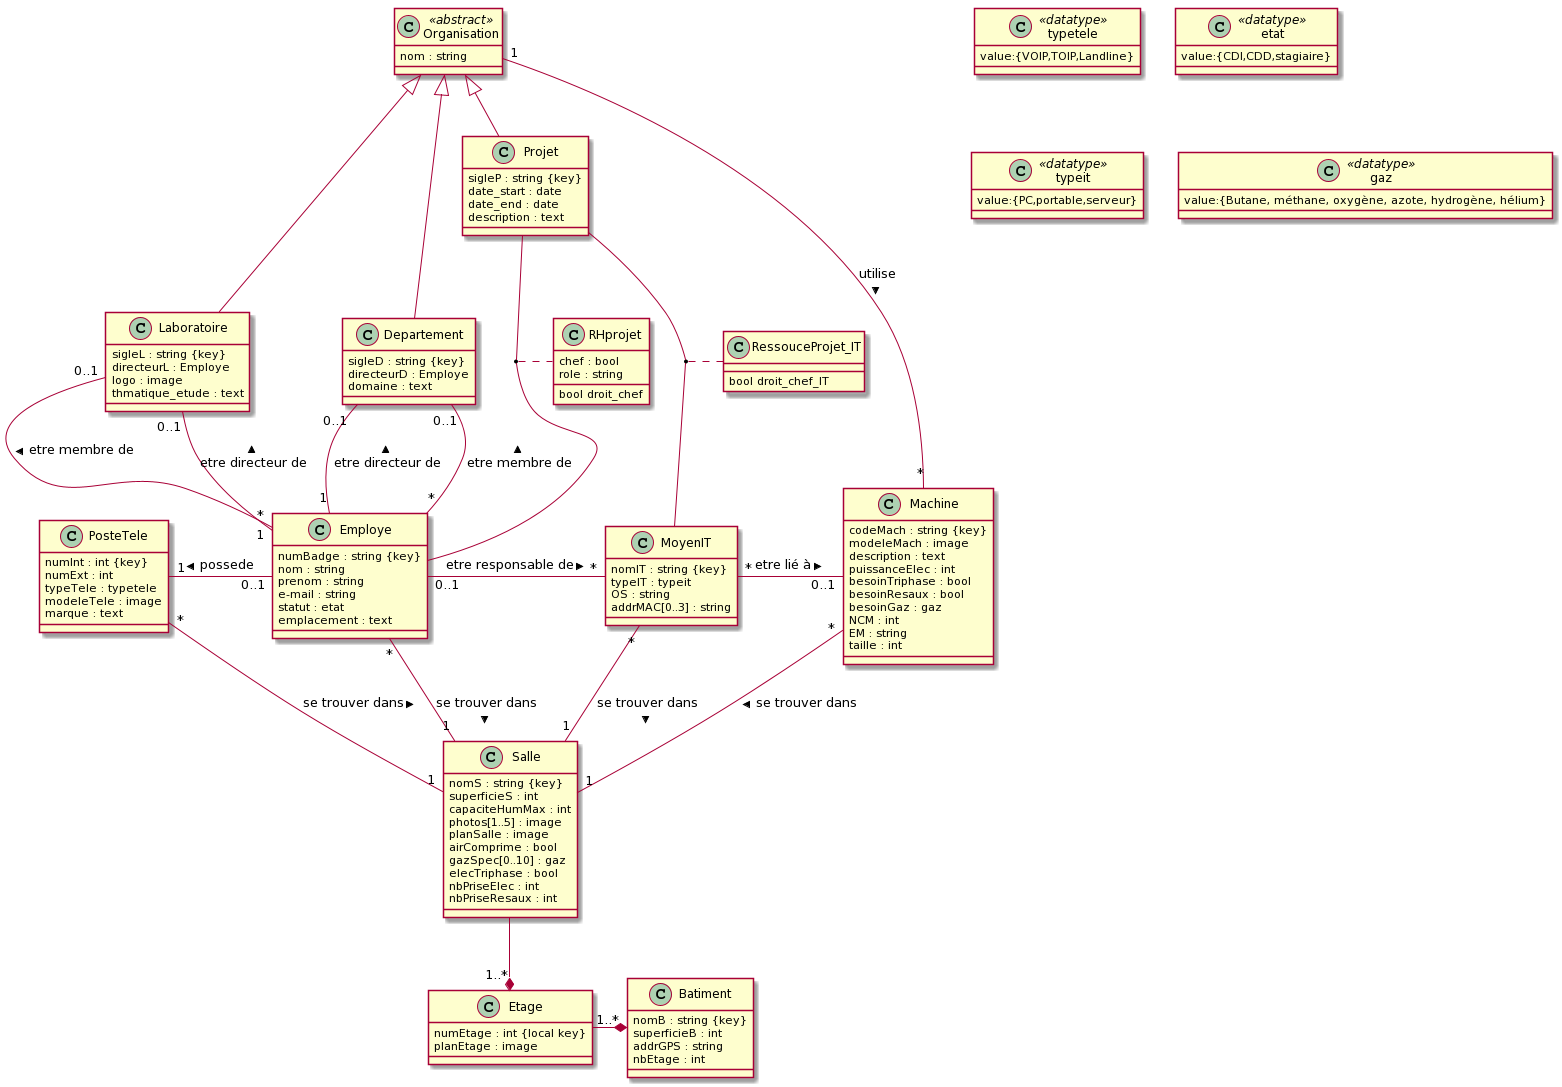 «abstract»
Organisation
nom : string
1
«datatype»
typetele
value:{VOIP,TOIP,Landline}
«datatype»
etat
value:{CDI,CDD,stagiaire}
Projet
sigleP : string {key}
date_start : date
date_end : date
description : text
«datatype»
typeit
value:{PC,portable,serveur}
«datatype»
gaz
value:{Butane, méthane, oxygène, azote, hydrogène, hélium}
utilise
Laboratoire
sigleL : string {key}
directeurL : Employe
logo : image
thmatique_etude : text
Departement
sigleD : string {key}
directeurD : Employe
domaine : text
RHprojet
chef : bool
role : string
bool droit_chef
RessouceProjet_IT
bool droit_chef_IT
0..1
0..1
0..1
0..1
etre membre de
etre directeur de
etre directeur de
etre membre de
*
1
1
*
*
PosteTele
numInt : int {key}
numExt : int
typeTele : typetele
modeleTele : image
marque : text
1
possede
0..1
Employe
numBadge : string {key}
nom : string
prenom : string
e-mail : string
statut : etat
emplacement : text
etre responsable de
0..1
*
MoyenIT
nomIT : string {key}
typeIT : typeit
OS : string
addrMAC[0..3] : string
*
etre lié à
0..1
Machine
codeMach : string {key}
modeleMach : image
description : text
puissanceElec : int
besoinTriphase : bool
besoinResaux : bool
besoinGaz : gaz
NCM : int
EM : string
taille : int
*
*
*
*
se trouver dans
se trouver dans
se trouver dans
se trouver dans
1
1
1
1
Salle
nomS : string {key}
superficieS : int
capaciteHumMax : int
photos[1..5] : image
planSalle : image
airComprime : bool
gazSpec[0..10] : gaz
elecTriphase : bool
nbPriseElec : int
nbPriseResaux : int
1..*
Etage
numEtage : int {local key}
planEtage : image
1..*
Batiment
nomB : string {key}
superficieB : int
addrGPS : string
nbEtage : int